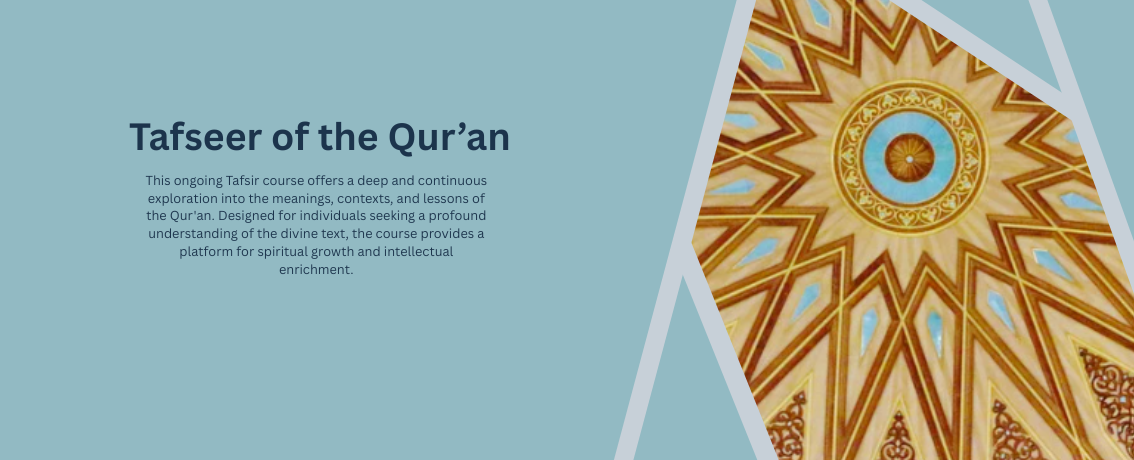 Tafseer of the Qur’an
This ongoing Tafsir course offers a deep and continuous
exploration into the meanings, contexts, and lessons of
the Qur'an. Designed for individuals seeking a profound
understanding of the divine text, the course provides a
platform for spiritual growth and intellectual
enrichment.